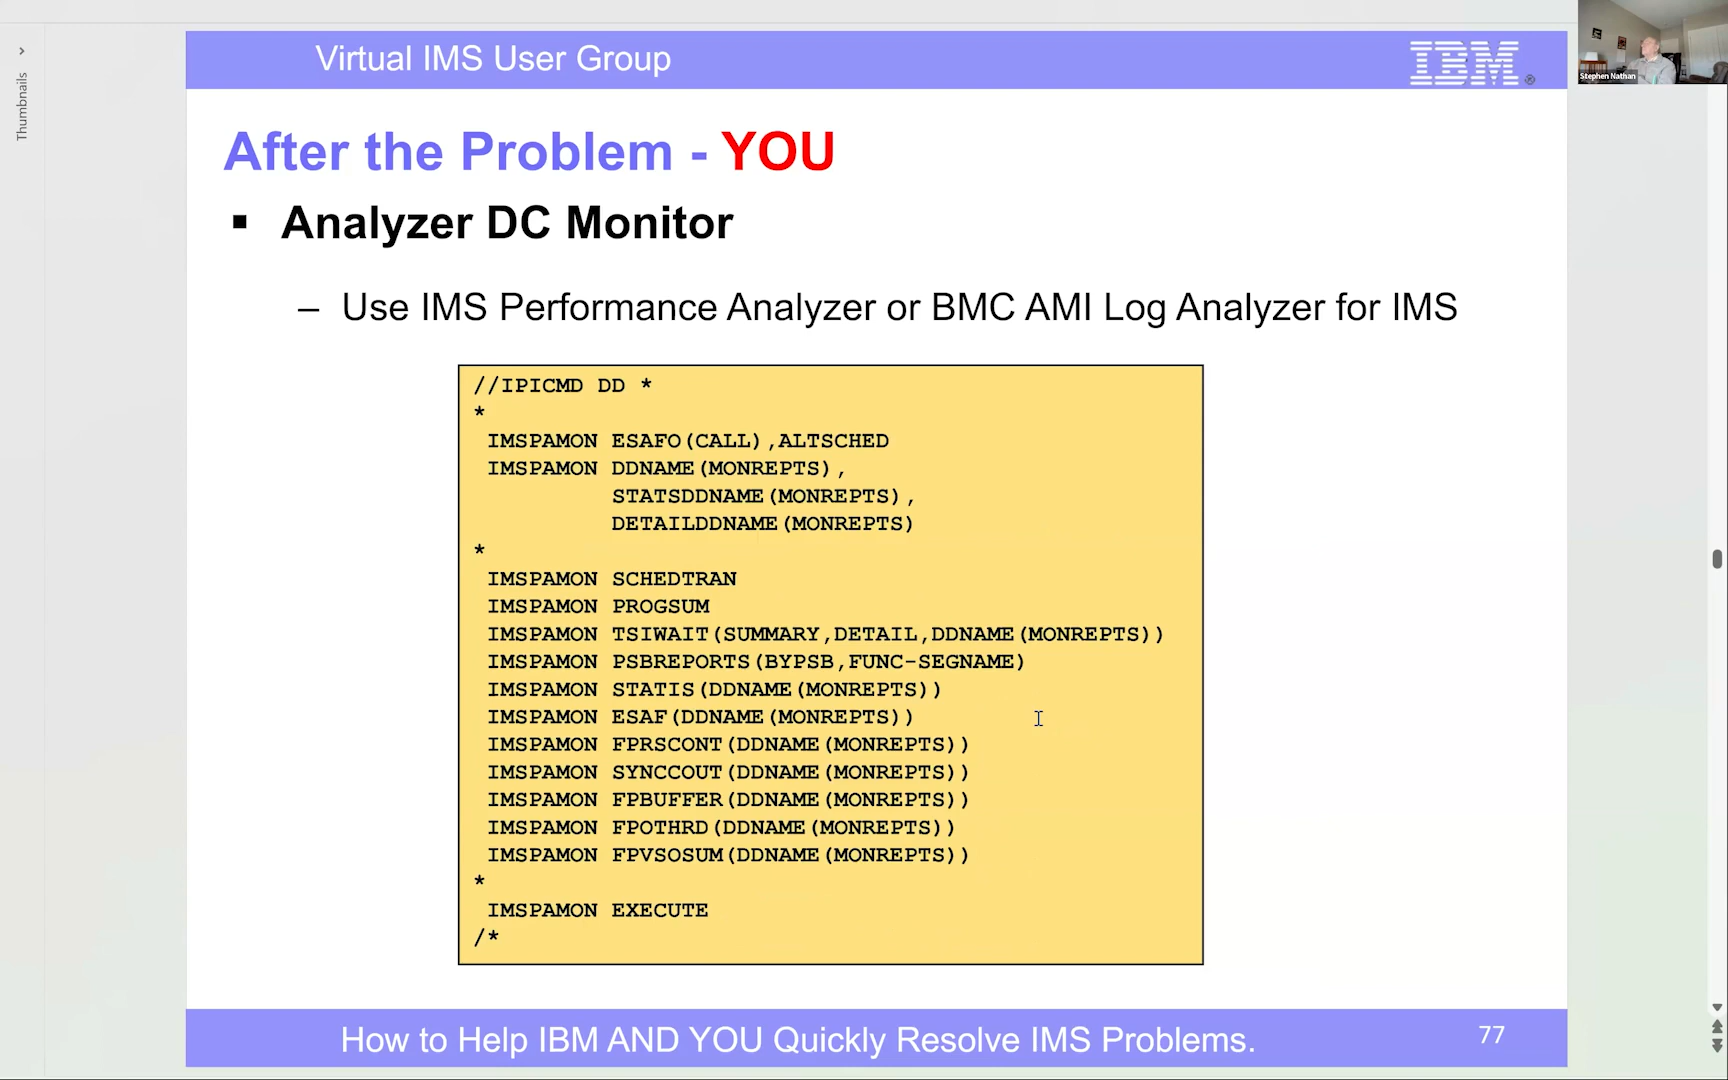 Thumbnails
Virtual IMS User Group
IBM®
Stephen Nathan
After the Problem - YOU
▪ Analyzer DC Monitor
– Use IMS Performance Analyzer or BMC AMI Log Analyzer for IMS
//IPICMD DD *
*
IMSPAMON ESAFO(CALL),ALTSCHED
IMSPAMON DDNAME(MONREPTS),
STATSDDNAME(MONREPTS),
DETAILDDNAME(MONREPTS)
*
IMSPAMON SCHEDTRAN
IMSPAMON PROGSUM
IMSPAMON TSIWAIT(SUMMARY,DETAIL,DDNAME(MONREPTS))
IMSPAMON PSBREPORTS(BYPSB,FUNC-SEGNAME)
IMSPAMON STATIS(DDNAME(MONREPTS))
IMSPAMON ESAF(DDNAME(MONREPTS))
IMSPAMON FPRSCONT(DDNAME(MONREPTS))
IMSPAMON SYNCCOUT(DDNAME(MONREPTS))
IMSPAMON FPBUFFER(DDNAME(MONREPTS))
IMSPAMON FPOTHRD(DDNAME(MONREPTS))
IMSPAMON FPVSOSUM(DDNAME(MONREPTS))
*
IMSPAMON EXECUTE
/*
How to Help IBM AND YOU Quickly Resolve IMS Problems.
77